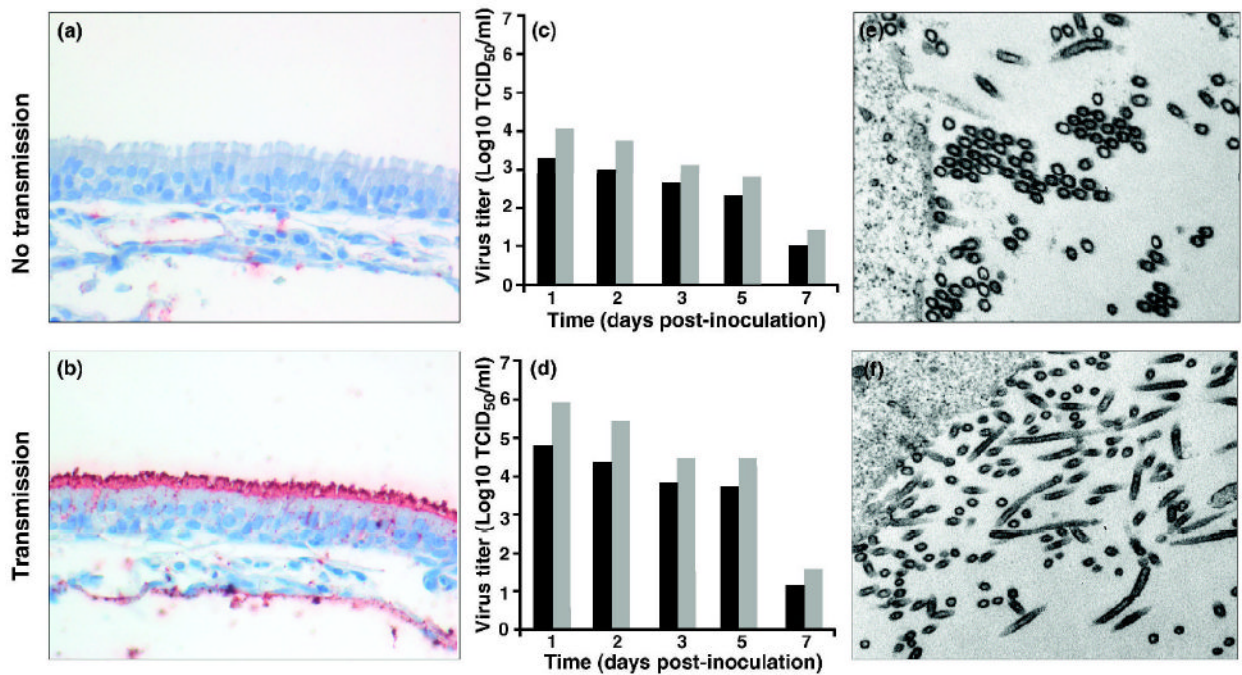 No transmission
(a)
(c)
Virus titer (Log10 TCID50/ml)
7
6
5
4
3
2
1
0
1 2 3 5 7
Time (days post-inoculation)
(e)
Transmission
(b)
(d)
Virus titer (Log10 TCID50/ml)
7
6
5
4
3
2
1
0
1 2 3 5 7
Time (days post-inoculation)
(f)